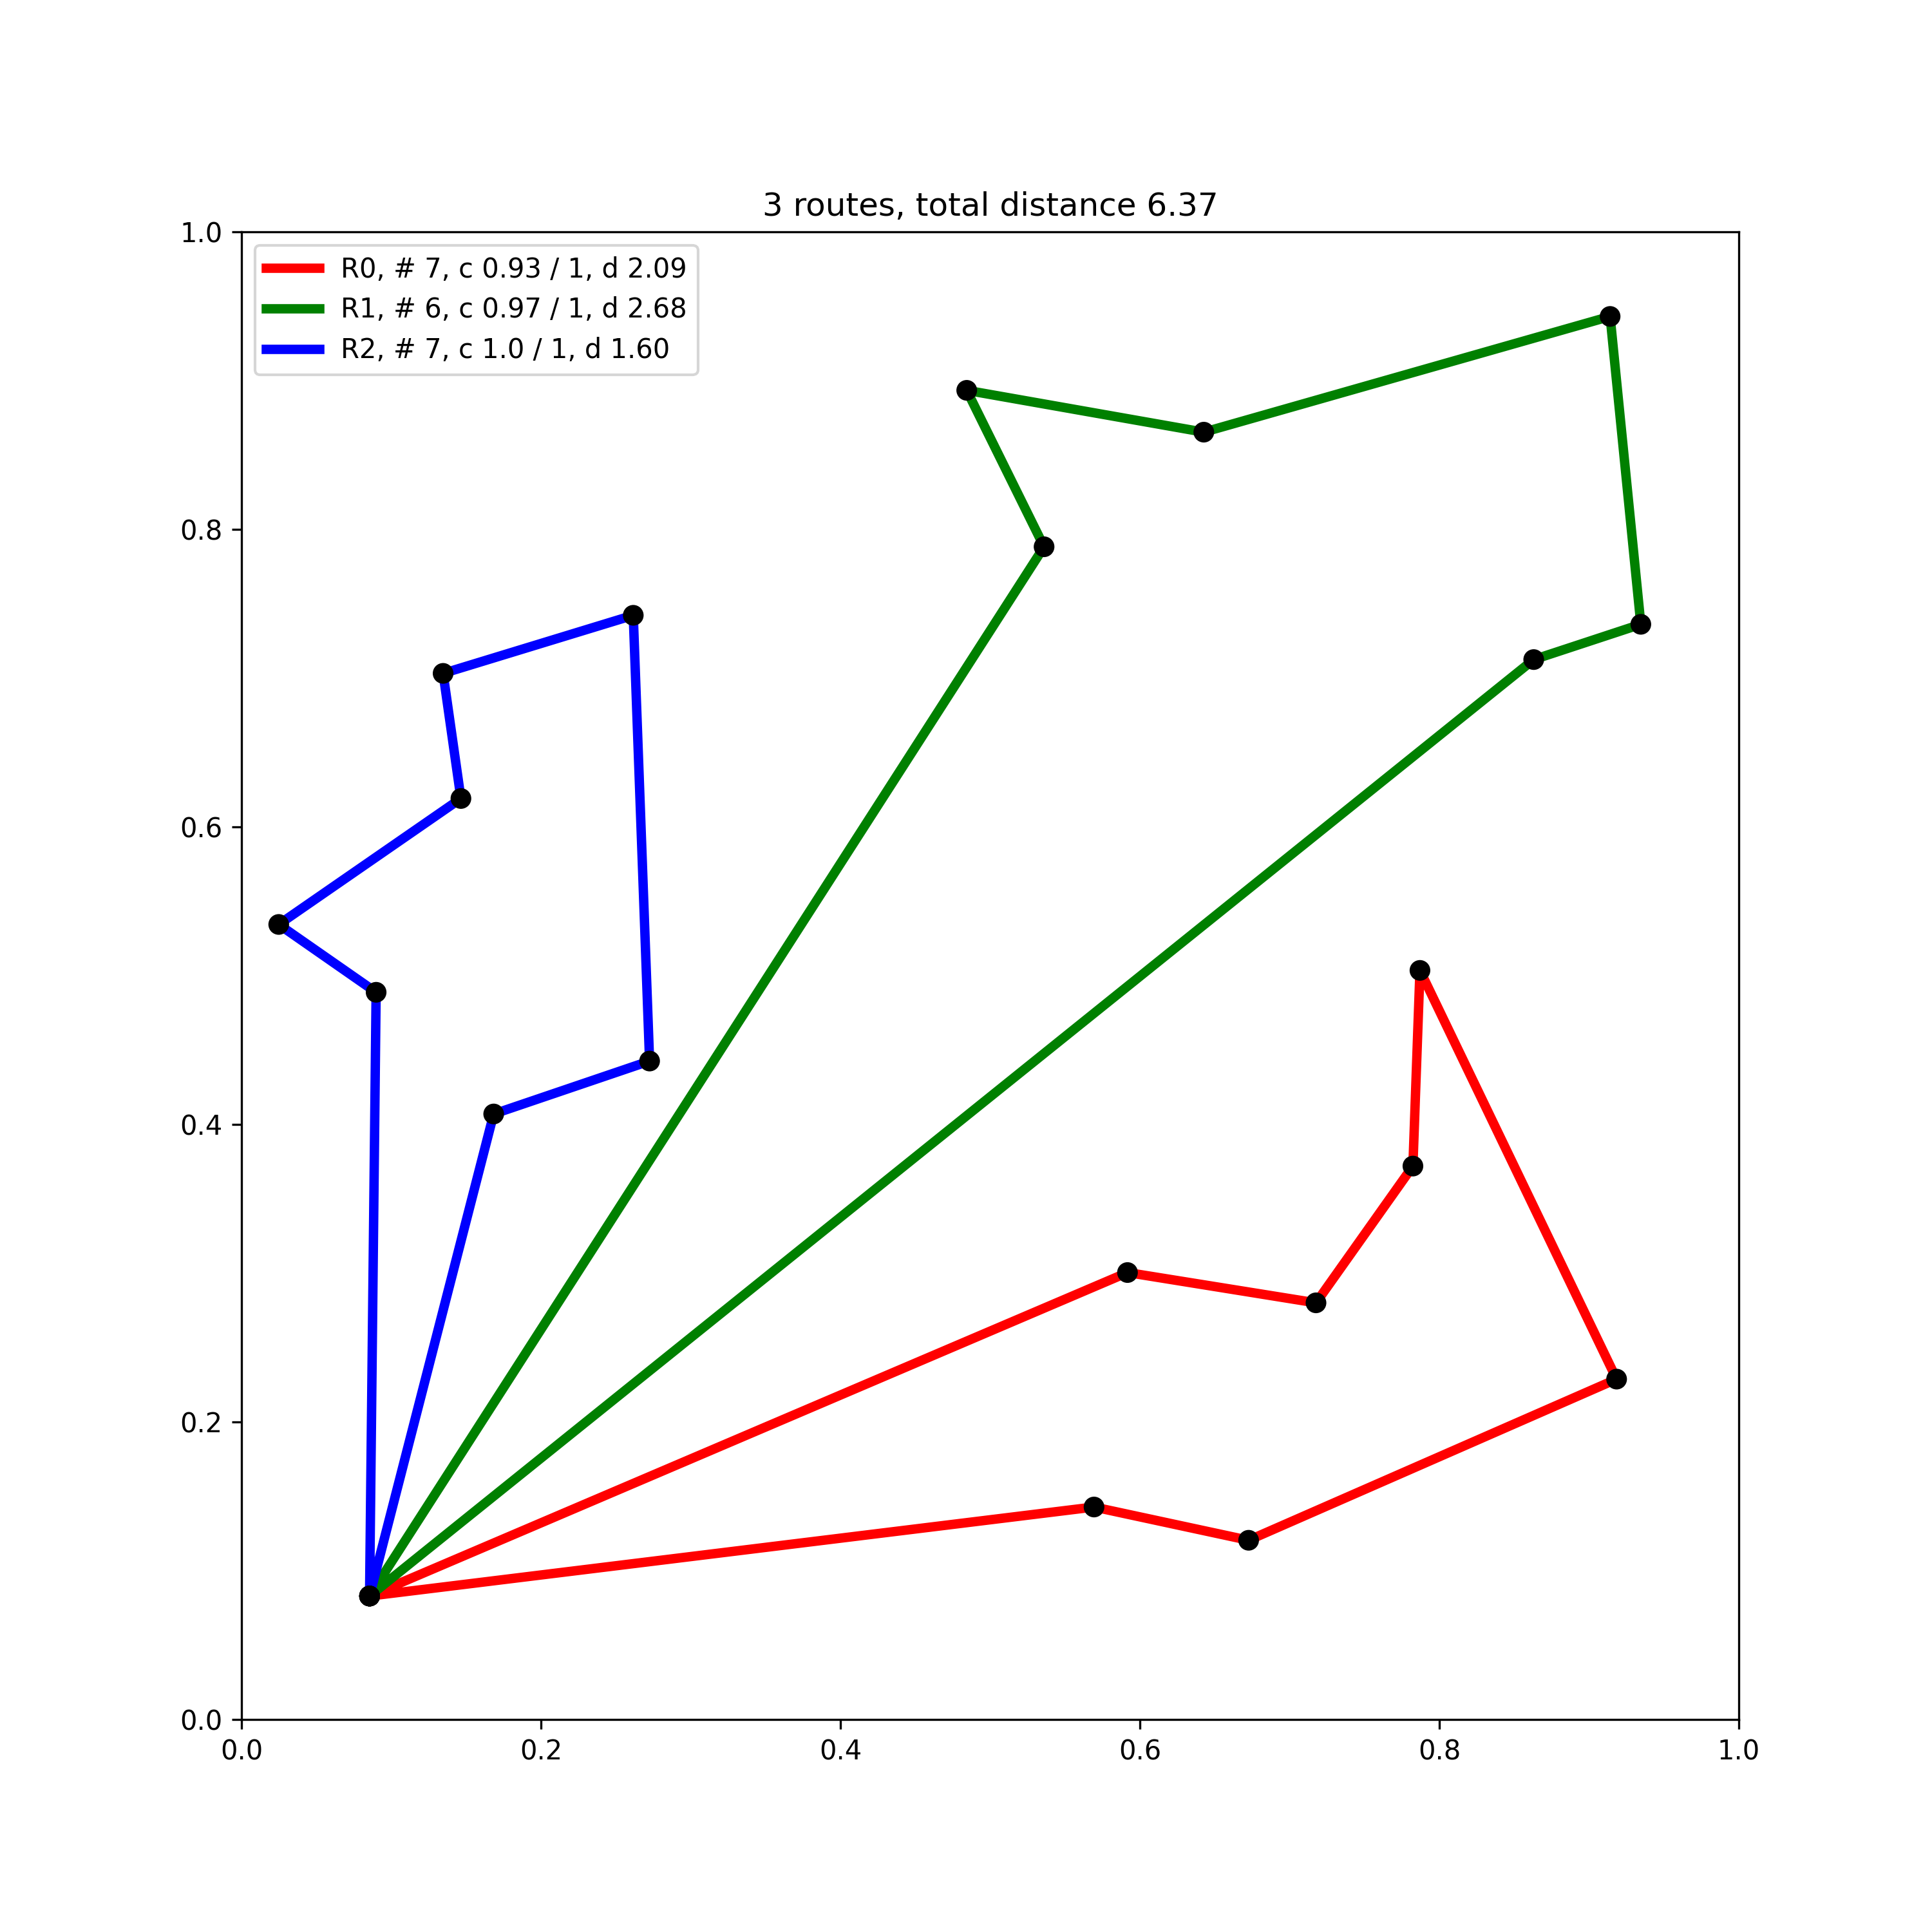 3 routes, total distance 6.37
R0, # 7, c 0.93 / 1, d 2.09
R1, # 6, c 0.97 / 1, d 2.68
R2, # 7, c 1.0 / 1, d 1.60
1.0
0.8
0.6
0.4
0.2
0.0
0.0 0.2 0.4 0.6 0.8 1.0